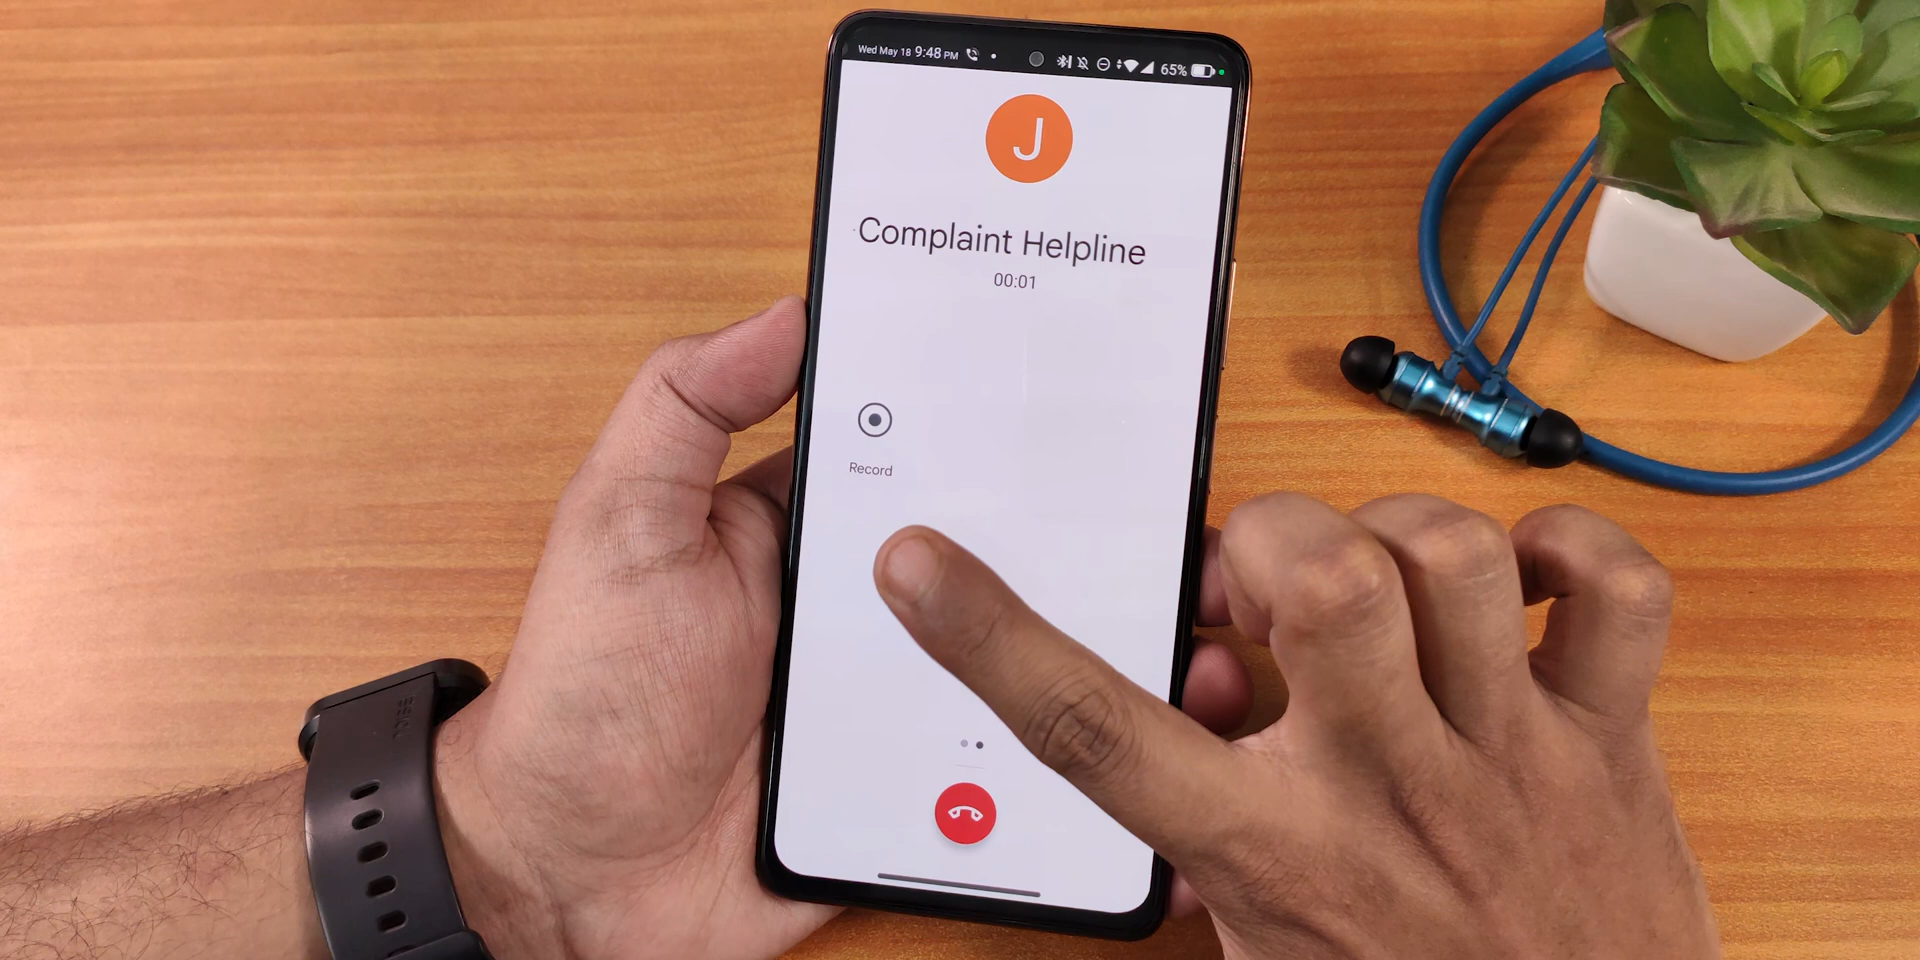 Wed May 18 9:48 PM
65%
J
Complaint Helpline
00:01
Record